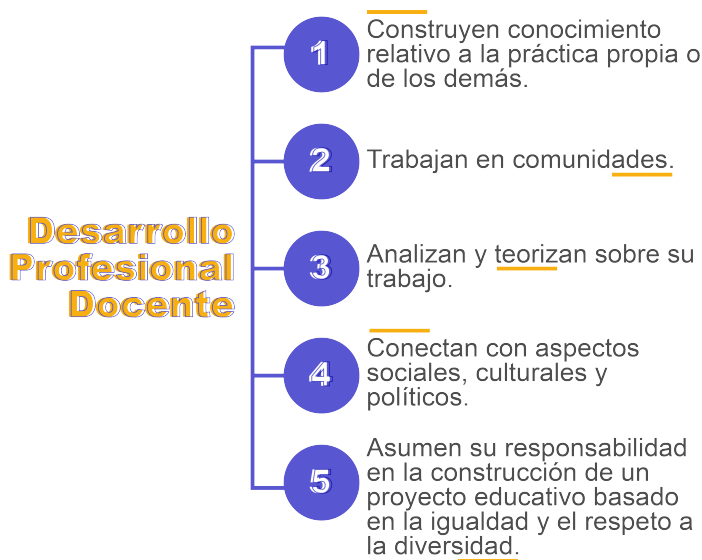 Desarrollo
Profesional
Docente
1
Construyen conocimiento
relativo a la práctica propia o
de los demás.
2
Trabajan en comunidades.
3
Analizan y teorizan sobre su
trabajo.
4
Conectan con aspectos
sociales, culturales y
políticos.
5
Asumen su responsabilidad
en la construcción de un
proyecto educativo basado
en la igualdad y el respeto a
la diversidad.